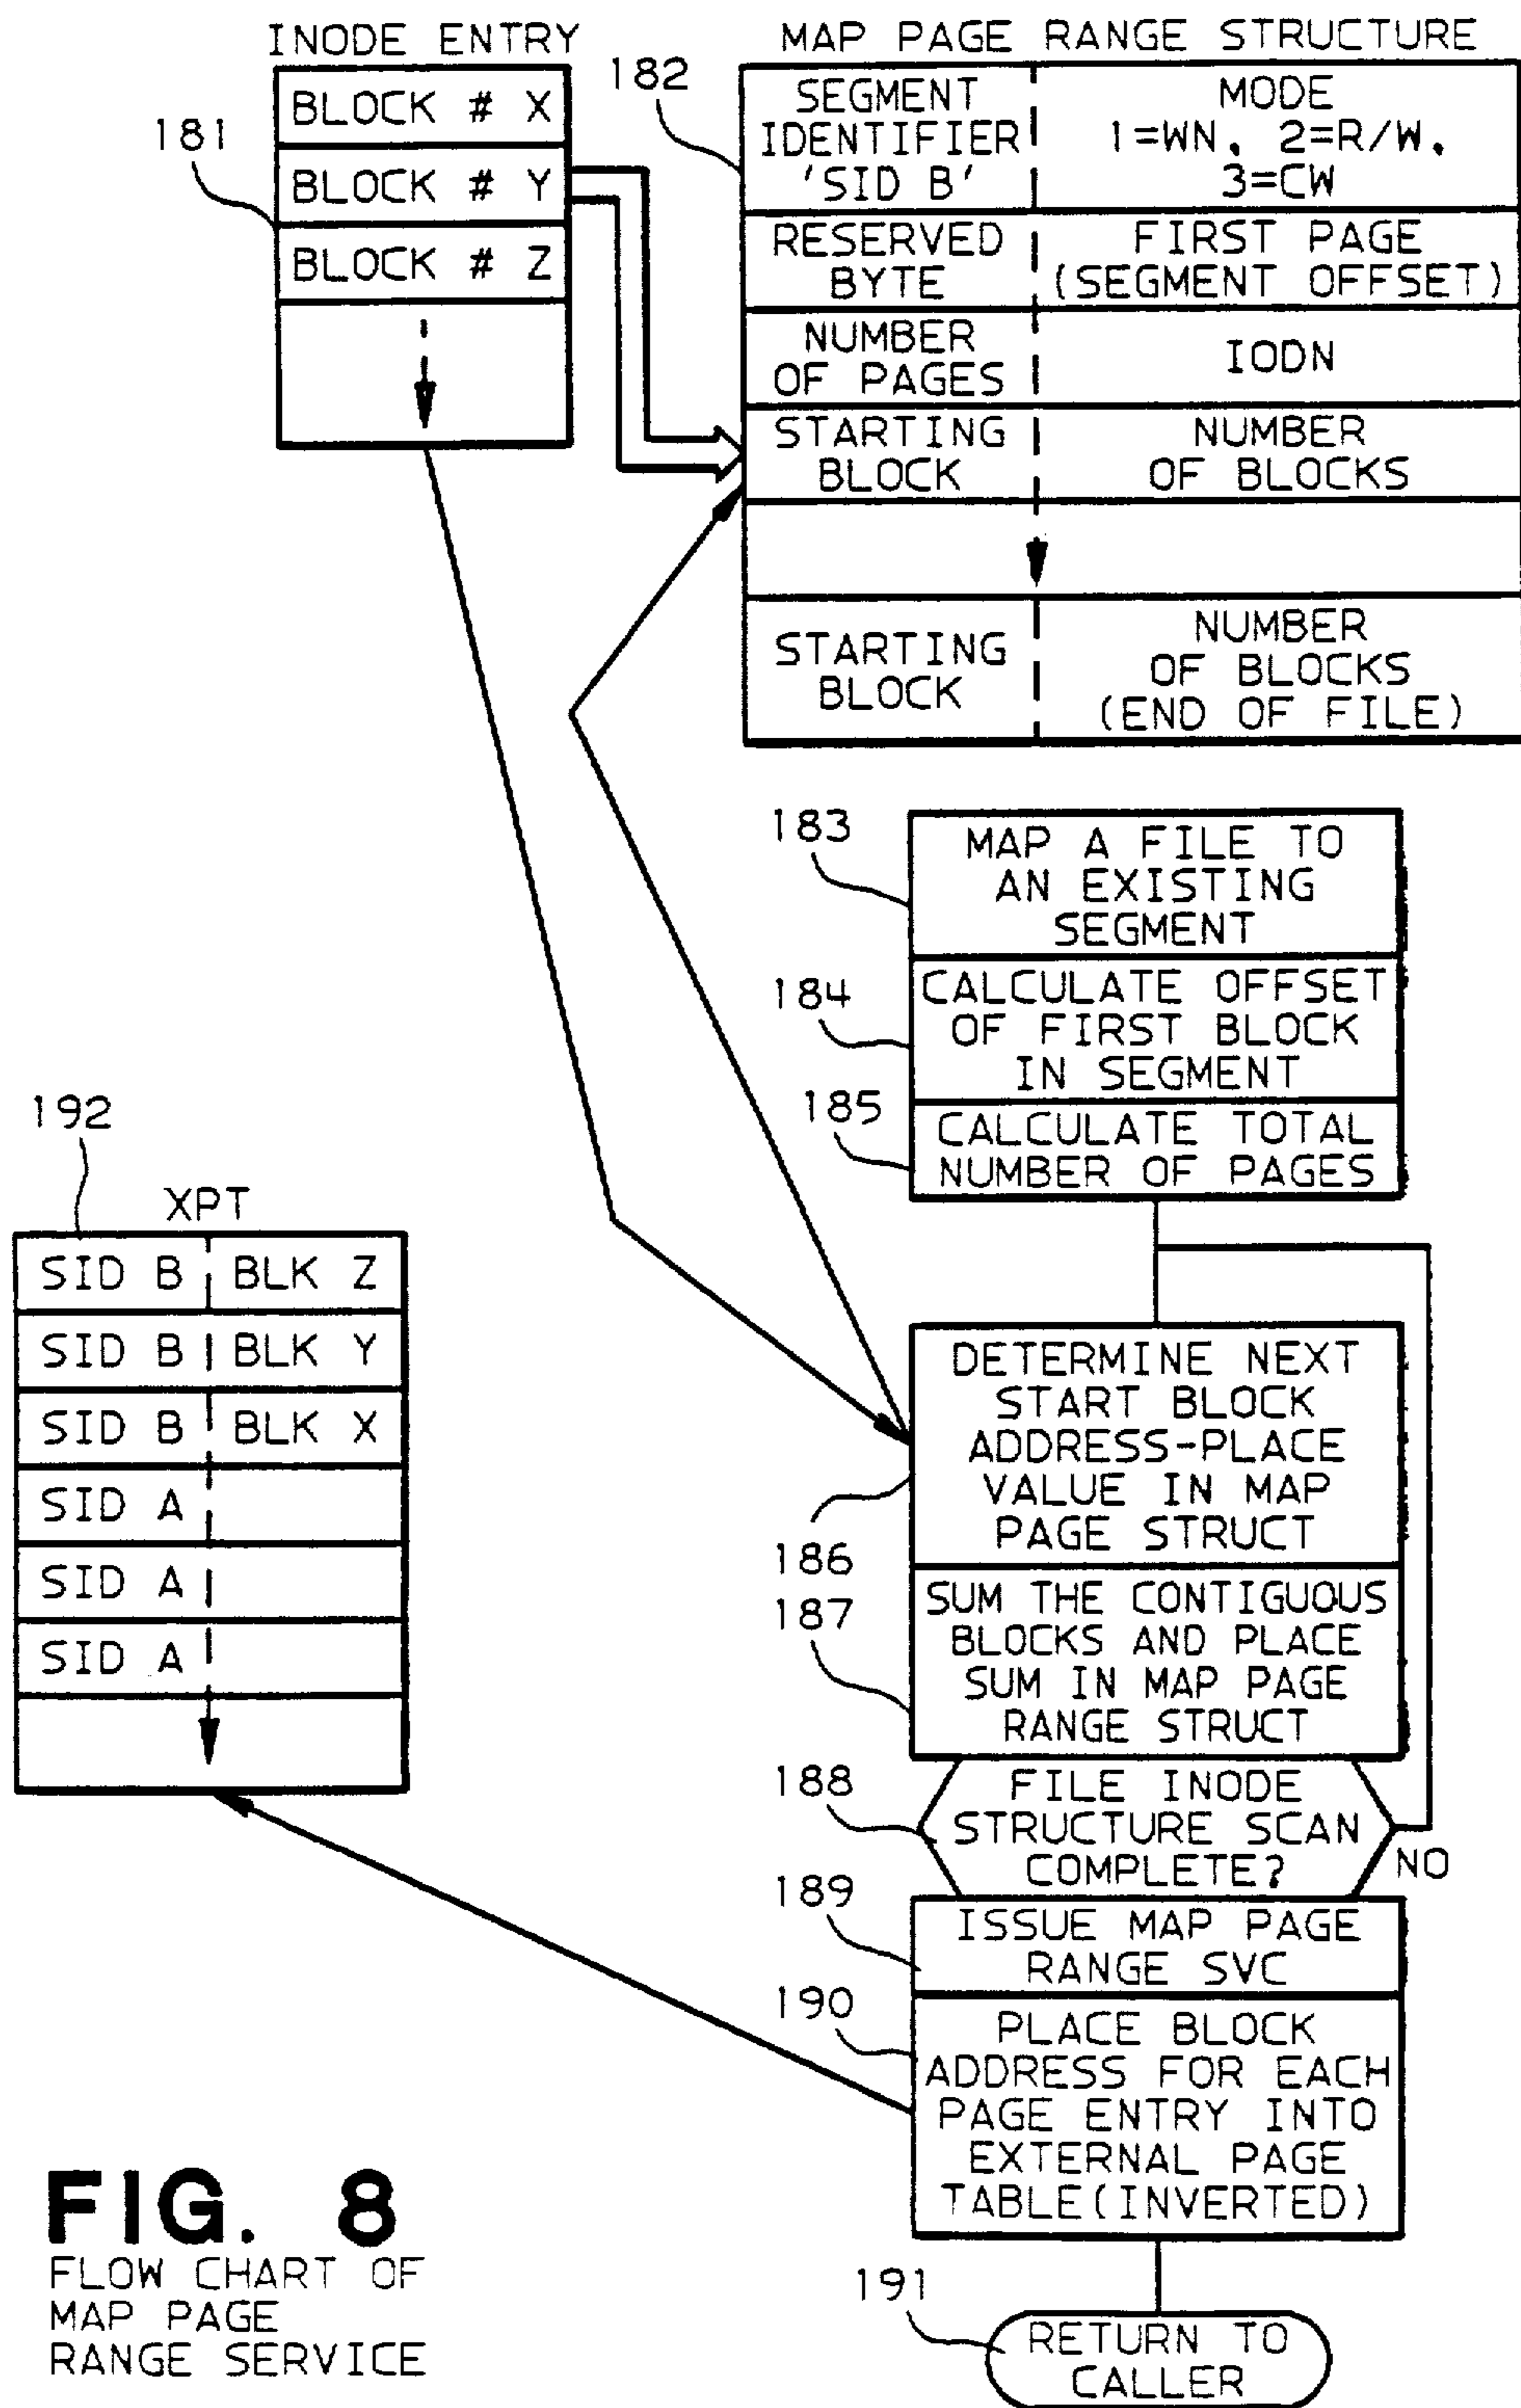 INODE ENTRY
BLOCK # X
BLOCK # Y
BLOCK # Z
181
MAP PAGE RANGE STRUCTURE
182
SEGMENT
IDENTIFIER
'SID B'
MODE
1=WN. 2=R/W.
3=CW
RESERVED
BYTE
FIRST PAGE
(SEGMENT OFFSET)
NUMBER
OF PAGES
IODN
STARTING
BLOCK
NUMBER
OF BLOCKS
STARTING
BLOCK
NUMBER
OF BLOCKS
(END OF FILE)
183
MAP A FILE TO
AN EXISTING
SEGMENT
184
CALCULATE OFFSET
OF FIRST BLOCK
IN SEGMENT
185
CALCULATE TOTAL
NUMBER OF PAGES
192
XPT
SID B BLK Z
SID B BLK Y
SID B BLK X
SID A
SID A
SID A
DETERMINE NEXT
START BLOCK
ADDRESS-PLACE
VALUE IN MAP
PAGE STRUCT
186
187
SUM THE CONTIGUOUS
BLOCKS AND PLACE
SUM IN MAP PAGE
RANGE STRUCT
188
FILE INODE
STRUCTURE SCAN
COMPLETE?
NO
189
ISSUE MAP PAGE
RANGE SVC
190
PLACE BLOCK
ADDRESS FOR EACH
PAGE ENTRY INTO
EXTERNAL PAGE
TABLE(INVERTED)
191
RETURN TO
CALLER
FIG. 8
FLOW CHART OF
MAP PAGE
RANGE SERVICE